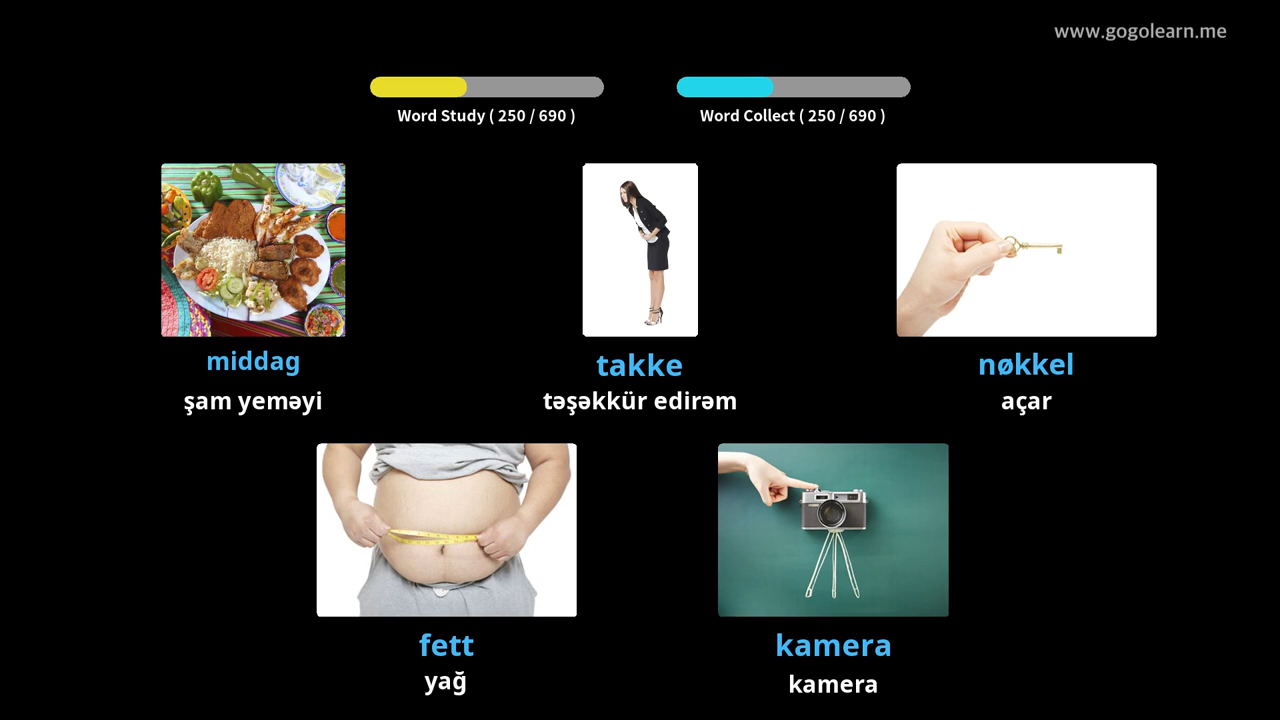 www.gogolearn.me
Word Study ( 250 / 690 )
Word Collect ( 250 / 690 )
middag
şam yeməyi
takke
təşəkkür edirəm
nøkkel
açar
fett
yağ
kamera
kamera